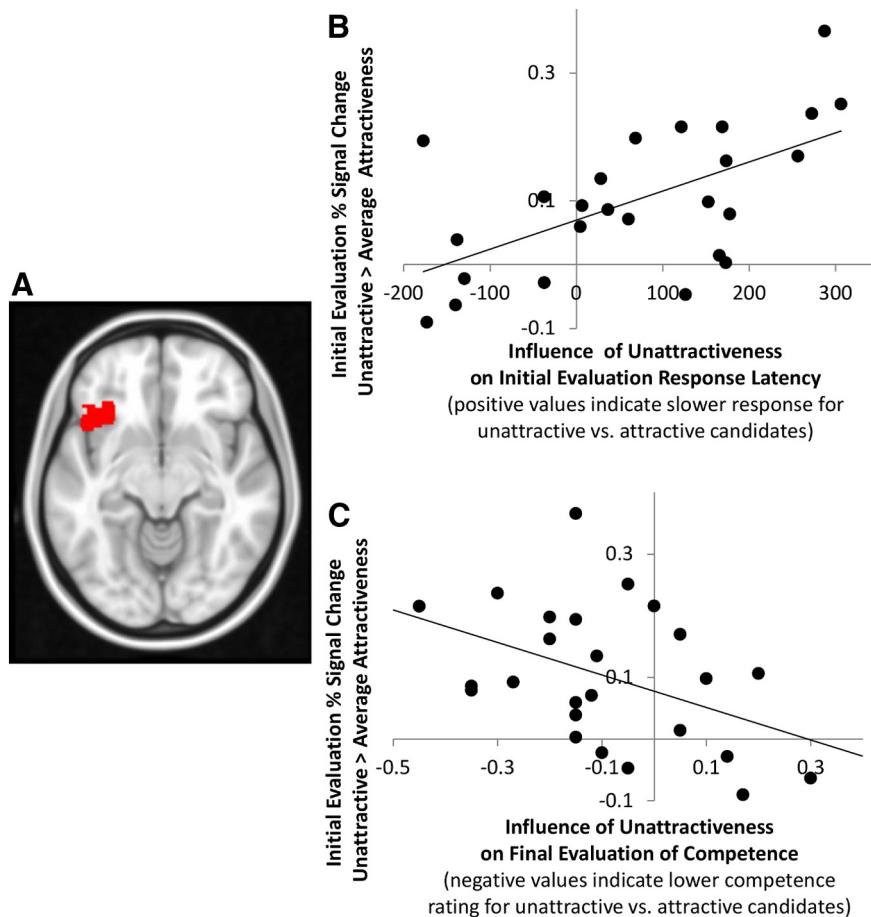 A
B
Initial Evaluation % Signal Change
Unattractive > Average Attractiveness
0.3
0.1
-200 -100 0 100 200 300
-0.1
Influence of Unattractiveness
on Initial Evaluation Response Latency
(positive values indicate slower response for
unattractive vs. attractive candidates)
C
Initial Evaluation % Signal Change
Unattractive > Average Attractiveness
0.3
0.1
-0.5 -0.3 -0.1 0.1 0.3
-0.1
Influence of Unattractiveness
on Final Evaluation of Competence
(negative values indicate lower competence
rating for unattractive vs. attractive candidates)